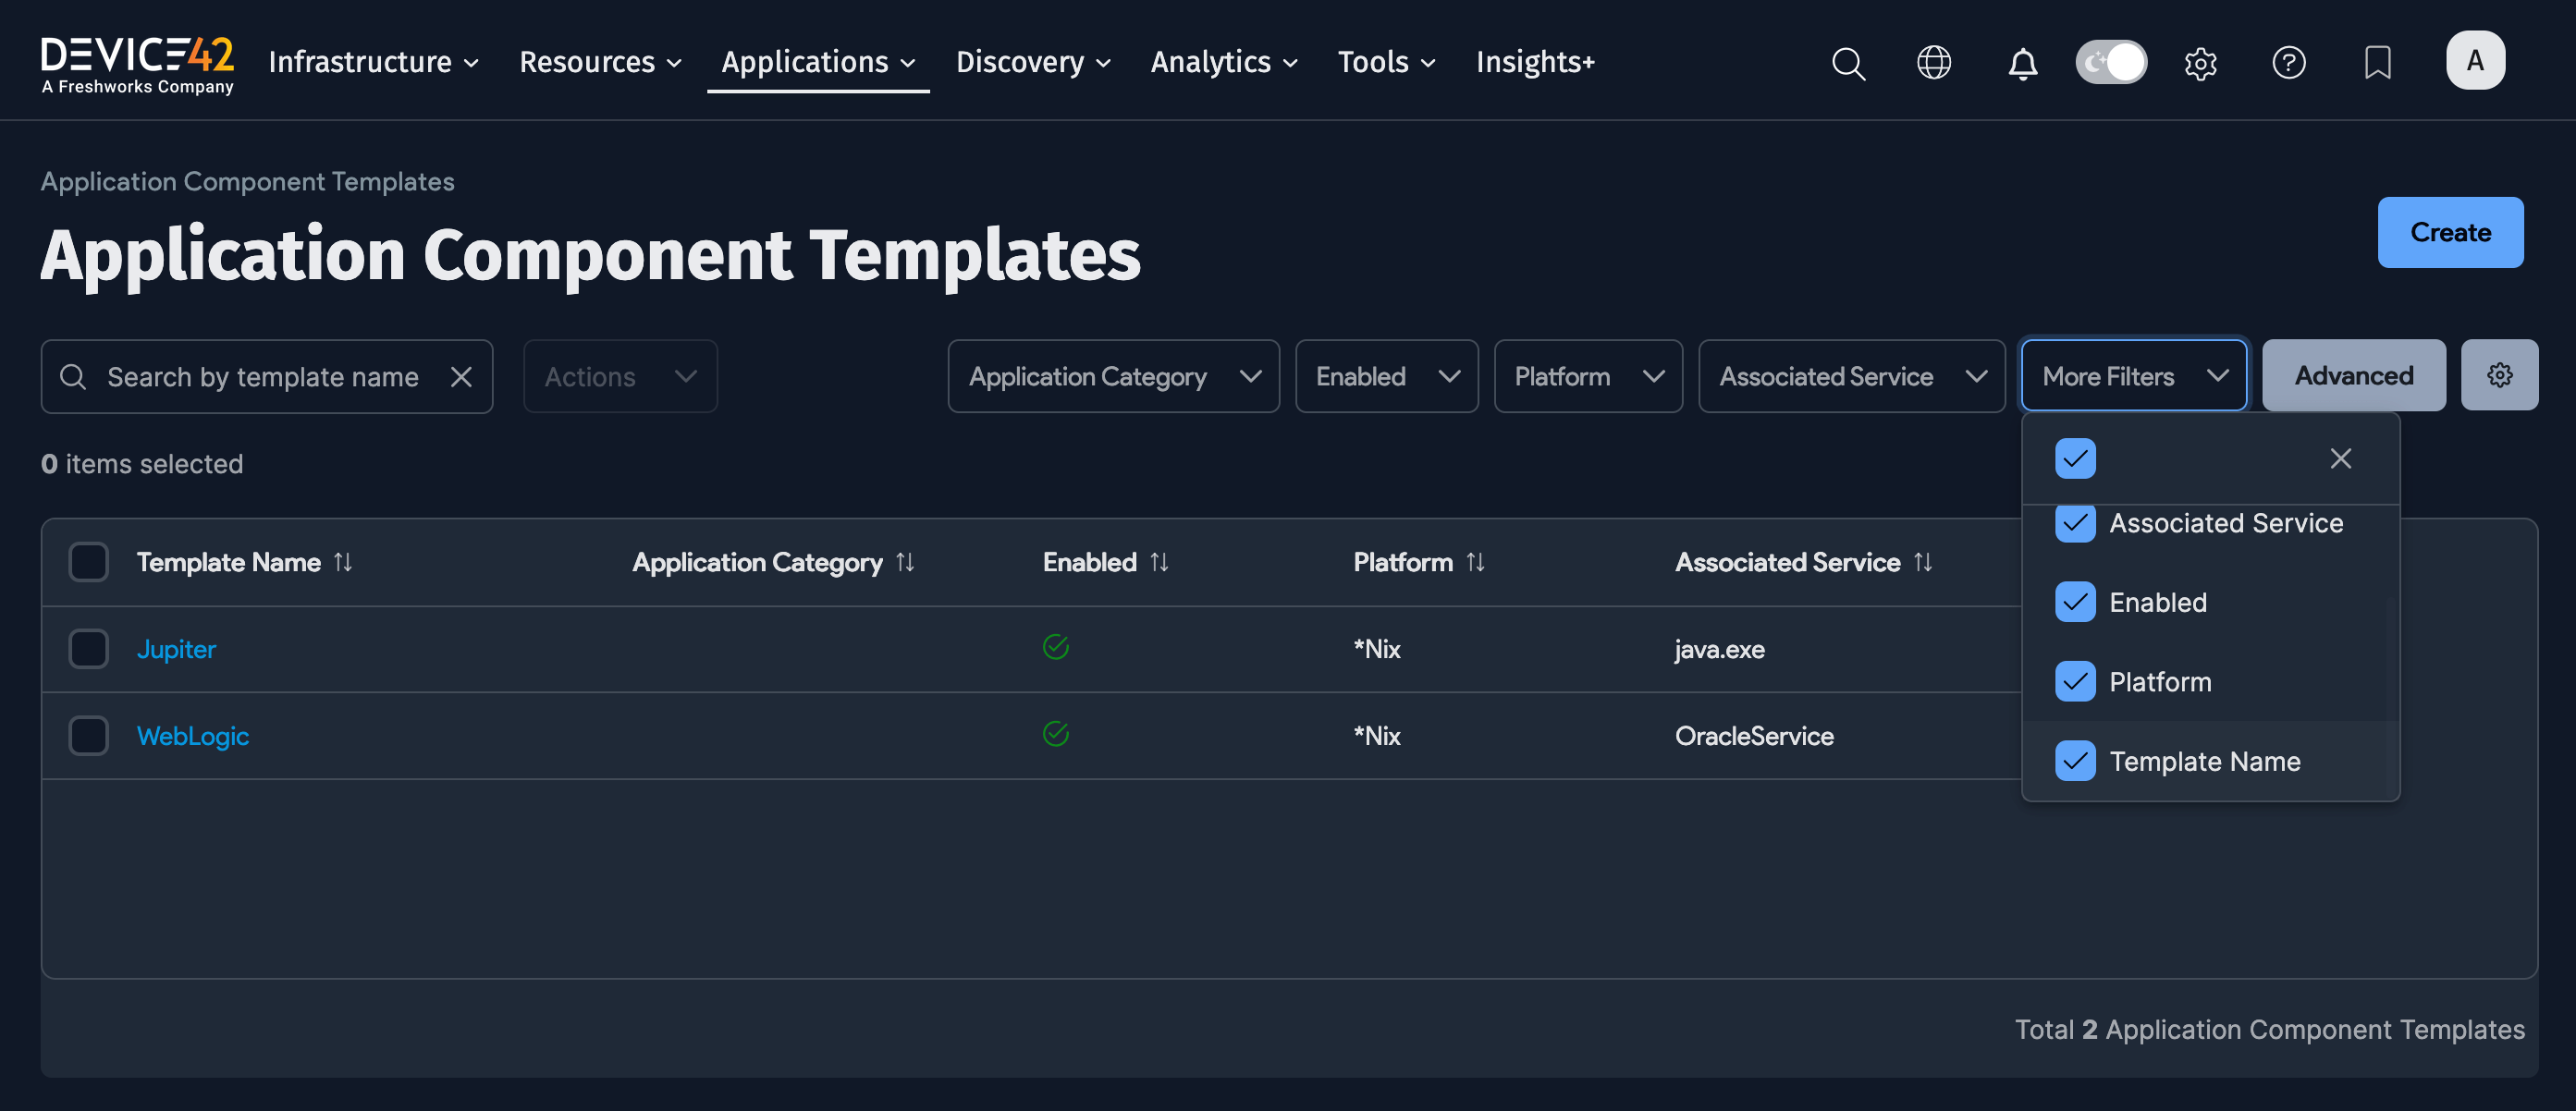 DEVICE42
A Freshworks Company
Infrastructure
Resources
Applications
Discovery
Analytics
Tools
Insights+
A
Application Component Templates
Application Component Templates
Create
Search by template name
Actions
Application Category
Enabled
Platform
Associated Service
More Filters
Advanced
0 items selected
Associated Service
Enabled
Platform
Template Name
Template Name
Application Category
Enabled
Platform
Associated Service
Jupiter
*Nix
java.exe
WebLogic
*Nix
OracleService
Total 2 Application Component Templates